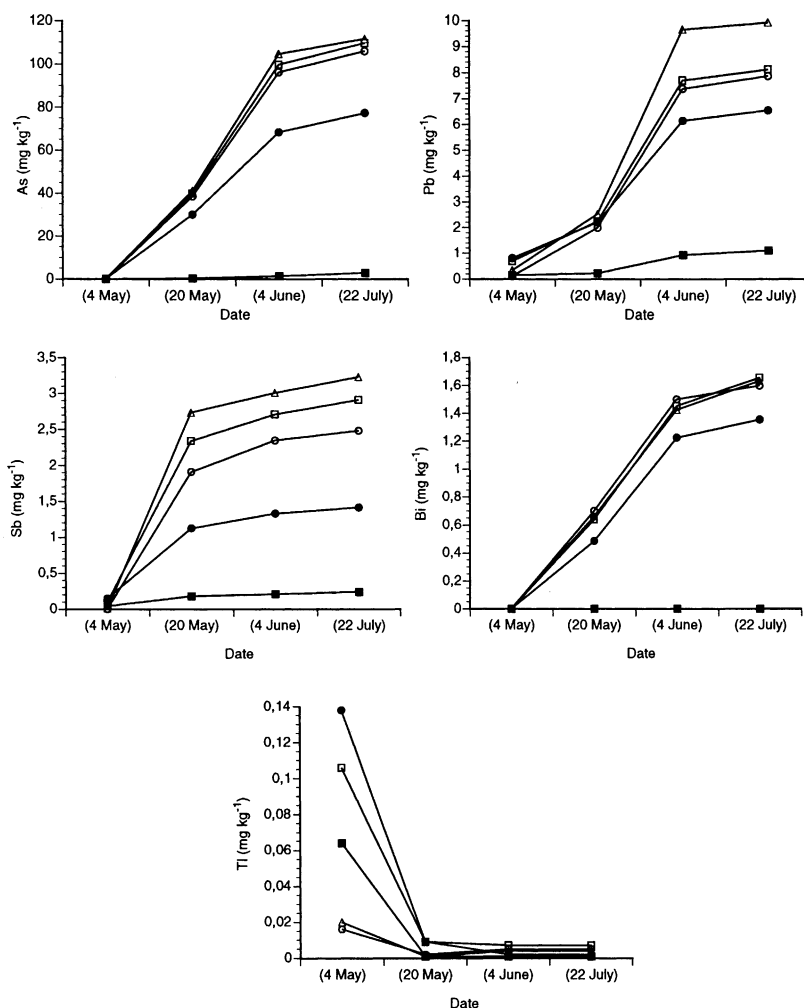 120
100
80
60
40
20
0
As (mg kg⁻¹)
(4 May) (20 May) (4 June) (22 July)
Date
10
9
8
7
6
5
4
3
2
1
0
Pb (mg kg⁻¹)
(4 May) (20 May) (4 June) (22 July)
Date
3,5
3
2,5
2
1,5
1
0,5
0
Sb (mg kg⁻¹)
(4 May) (20 May) (4 June) (22 July)
Date
1,8
1,6
1,4
1,2
1
0,8
0,6
0,4
0,2
0
Bi (mg kg⁻¹)
(4 May) (20 May) (4 June) (22 July)
Date
0,14
0,12
0,1
0,08
0,06
0,04
0,02
0
Tl (mg kg⁻¹)
(4 May) (20 May) (4 June) (22 July)
Date